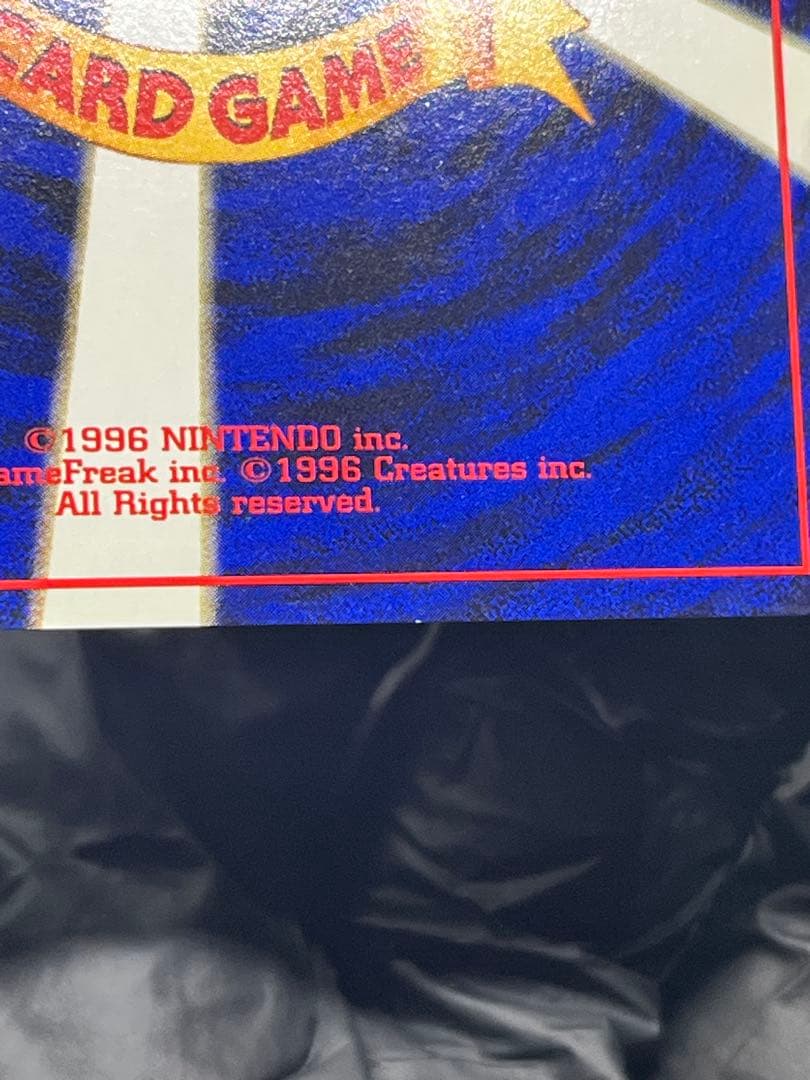 CARD GAME
©1996 NINTENDO inc.
ameFreak inc. ©1996 Creatures inc.
All Rights reserved.